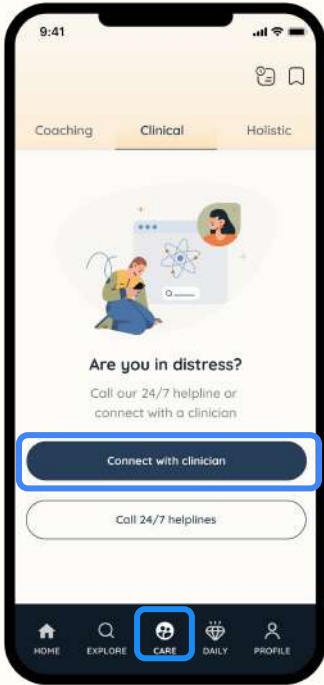 9:41
Coaching Clinical Holistic
Are you in distress?
Call our 24/7 helpline or
connect with a clinician
Connect with clinician
Call 24/7 helplines
HOME EXPLORE CARE DAILY PROFILE